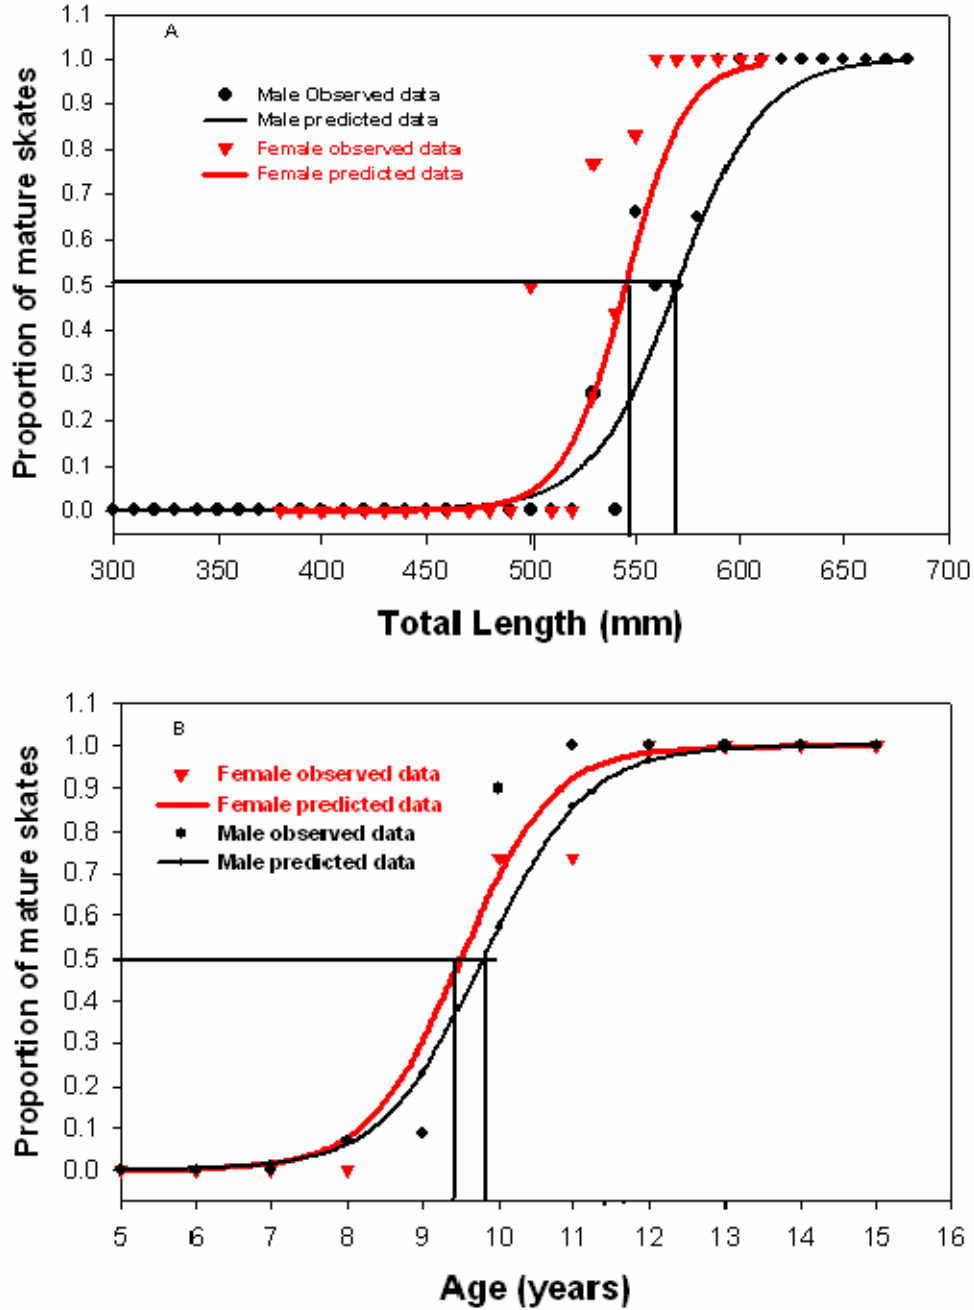 1.1
A
1.0
0.9
Male Observed data
Male predicted data
0.8
Female observed data
Female predicted data
0.7
0.6
0.5
0.4
0.3
0.2
0.1
0.0
Proportion of mature skates
300 350 400 450 500 550 600 650 700
Total Length (mm)
1.1
B
1.0
Female observed data
0.9
Female predicted data
0.8
Male observed data
Male predicted data
0.7
0.6
0.5
0.4
0.3
0.2
0.1
0.0
Proportion of mature skates
5 6 7 8 9 10 11 12 13 14 15 16
Age (years)